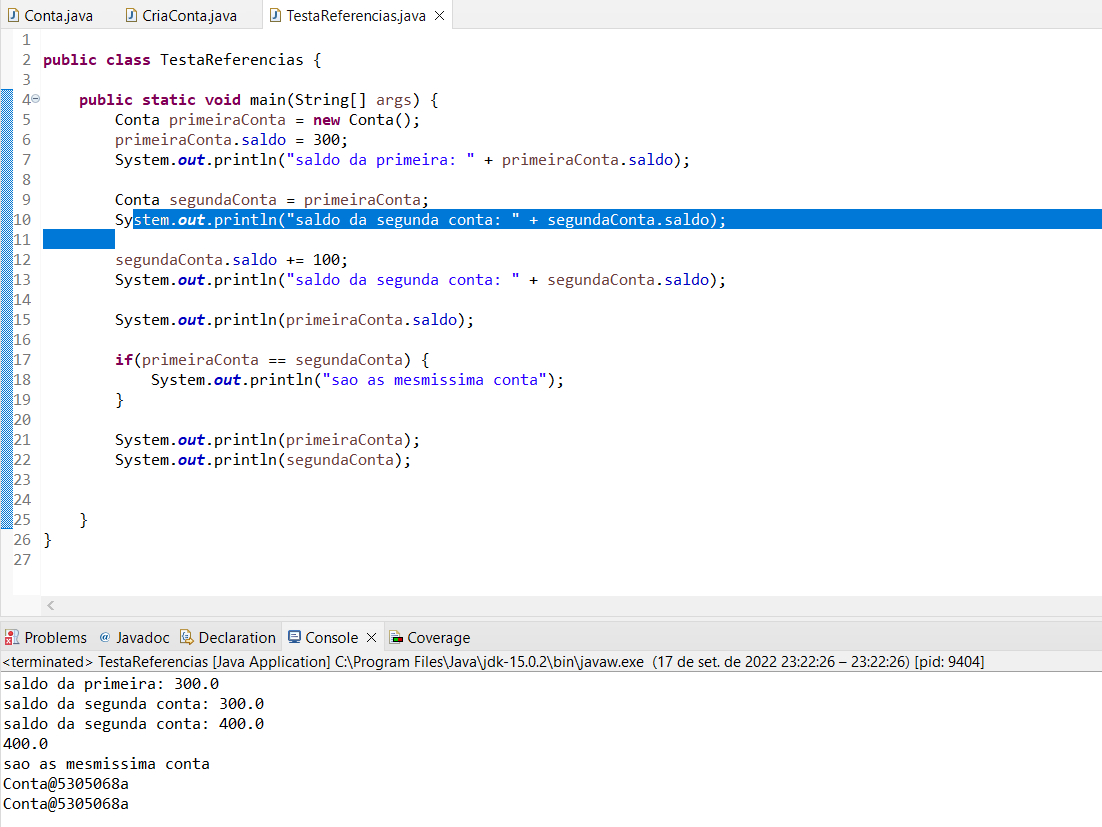 Conta.java CriaConta.java TestaReferencias.java
1
2 public class TestaReferencias {
3
4 public static void main(String[] args) {
5 Conta primeiraConta = new Conta();
6 primeiraConta.saldo = 300;
7 System.out.println("saldo da primeira: " + primeiraConta.saldo);
8
9 Conta segundaConta = primeiraConta;
10 System.out.println("saldo da segunda conta: " + segundaConta.saldo);
11
12 segundaConta.saldo += 100;
13 System.out.println("saldo da segunda conta: " + segundaConta.saldo);
14
15 System.out.println(primeiraConta.saldo);
16
17 if(primeiraConta == segundaConta) {
18 System.out.println("sao as mesmissima conta");
19 }
20
21 System.out.println(primeiraConta);
22 System.out.println(segundaConta);
23
24
25 }
26 }
27
Problems Javadoc Declaration Console Coverage
<terminated> TestaReferencias [Java Application] C:\Program Files\Java\jdk-15.0.2\bin\javaw.exe (17 de set. de 2022 23:22:26 – 23:22:26) [pid: 9404]
saldo da primeira: 300.0
saldo da segunda conta: 300.0
saldo da segunda conta: 400.0
400.0
sao as mesmissima conta
Conta@5305068a
Conta@5305068a